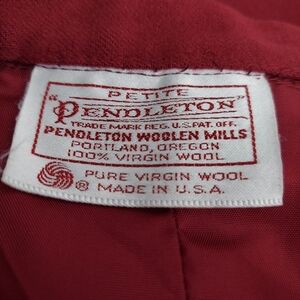 PETITE
"PENDLETON"
TRADE MARK REG. U.S. PAT. OFF.
PENDLETON WOOLEN MILLS
PORTLAND, OREGON
100% VIRGIN WOOL
PURE VIRGIN WOOL
® MADE IN U.S.A.